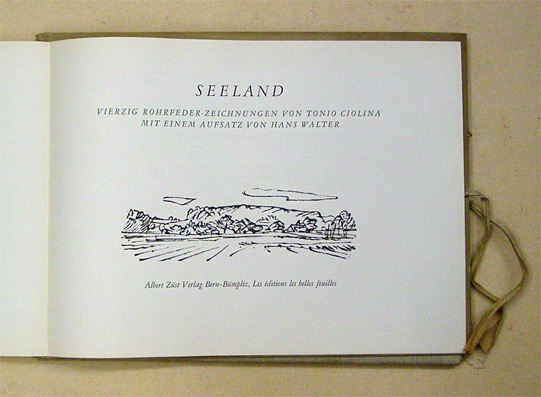 SEELAND
VIERZIG ROHRFEDER-ZEICHNUNGEN VON TONIO CIOLINA
MIT EINEM AUFSATZ VON HANS WALTER
Albert Züst Verlag Bern-Bümpliz, Les éditions les belles feuilles